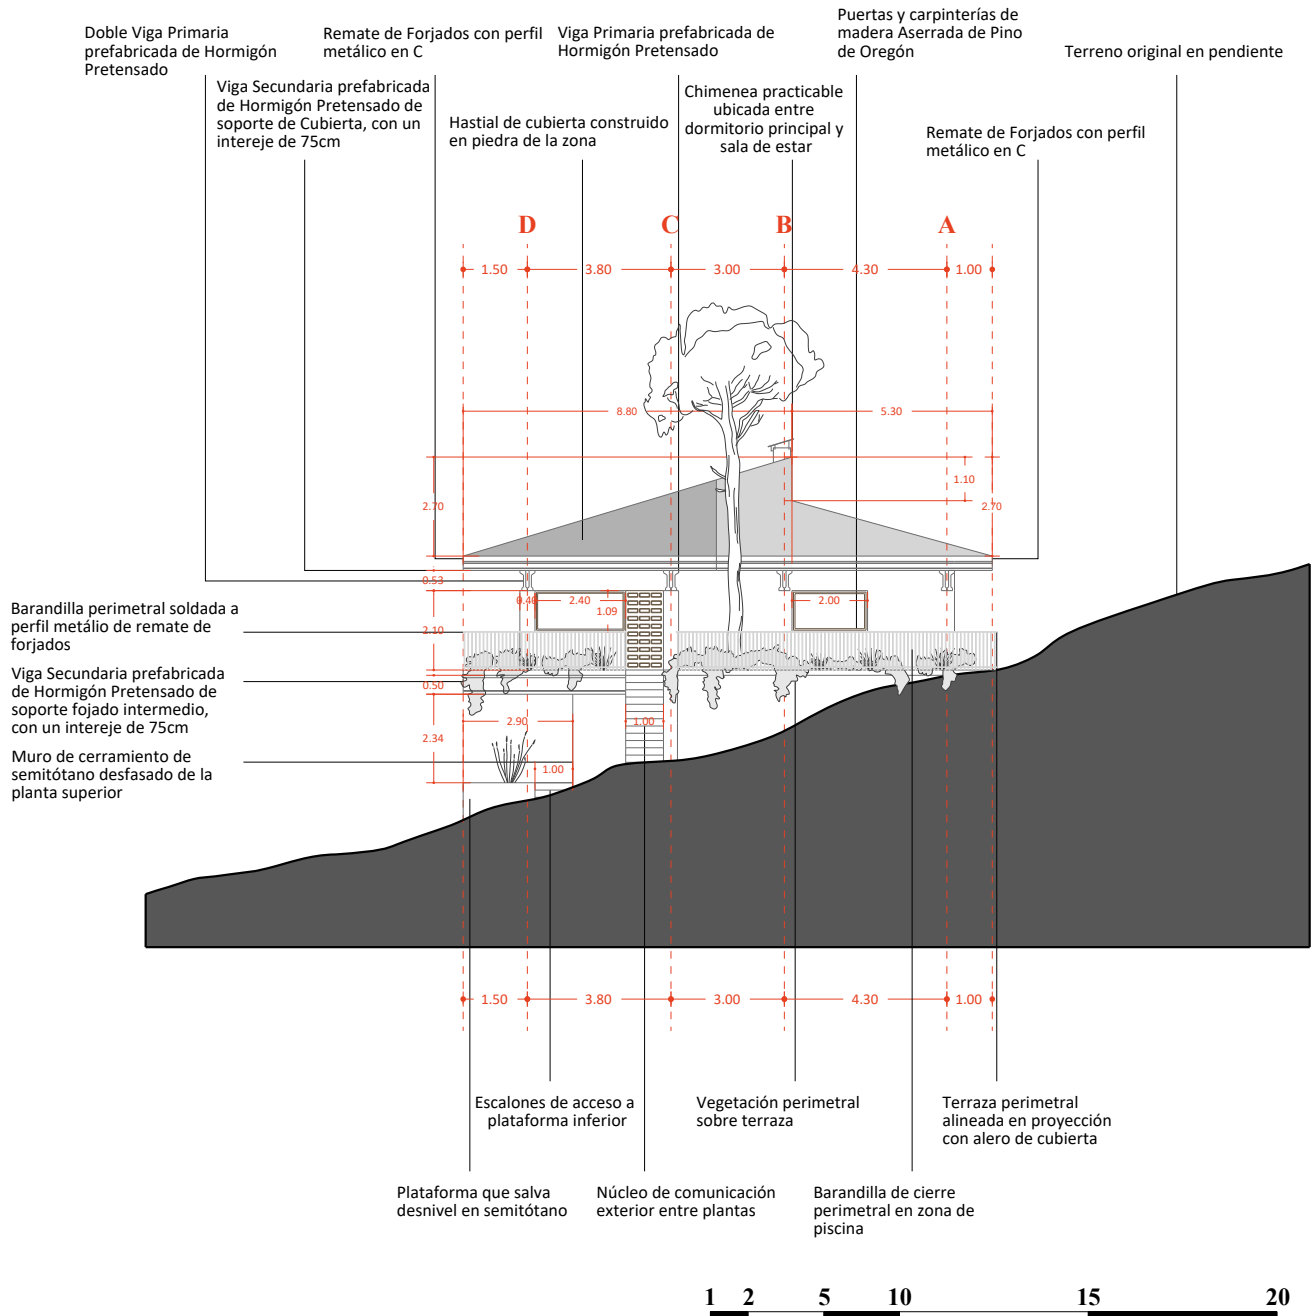 Doble Viga Primaria
prefabricada de Hormigón
Pretensado
Remate de Forjados con perfil
metálico en C
Viga Primaria prefabricada de
Hormigón Pretensado
Puertas y carpinterías de
madera Aserrada de Pino
de Oregón
Terreno original en pendiente
Viga Secundaria prefabricada
de Hormigón Pretensado de
soporte de Cubierta, con un
intereje de 75cm
Hastial de cubierta construido
en piedra de la zona
Chimenea practicable
ubicada entre
dormitorio principal y
sala de estar
Remate de Forjados con perfil
metálico en C
D C B A
1.50 3.80 3.00 4.30 1.00
8.80 5.30
1.10
2.70 2.70
0.53
0.40 2.40 1.09 2.00
2.10
0.50
2.90 1.00
2.34
1.00
Barandilla perimetral soldada a
perfil metálio de remate de
forjados
Viga Secundaria prefabricada
de Hormigón Pretensado de
soporte fojado intermedio,
con un intereje de 75cm
Muro de cerramiento de
semitótano desfasado de la
planta superior
1.50 3.80 3.00 4.30 1.00
Escalones de acceso a
plataforma inferior
Vegetación perimetral
sobre terraza
Terraza perimetral
alineada en proyección
con alero de cubierta
Plataforma que salva
desnivel en semitótano
Núcleo de comunicación
exterior entre plantas
Barandilla de cierre
perimetral en zona de
piscina
1 2 5 10 15 20